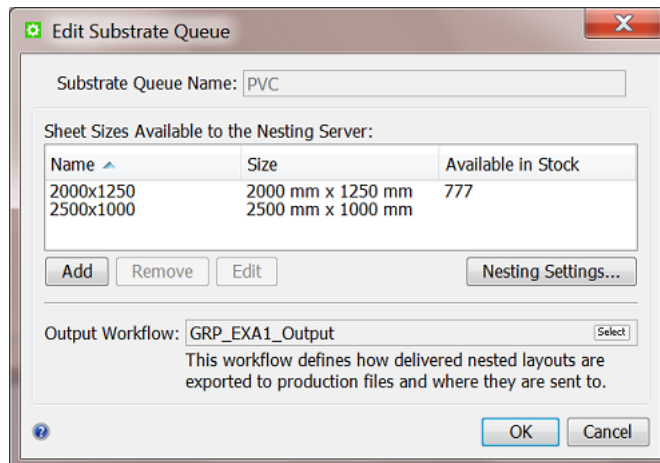 Edit Substrate Queue
Substrate Queue Name: PVC
Sheet Sizes Available to the Nesting Server:
Name Size Available in Stock
2000x1250 2000 mm x 1250 mm 777
2500x1000 2500 mm x 1000 mm
Add Remove Edit Nesting Settings...
Output Workflow: GRP_EXA1_Output Select
This workflow defines how delivered nested layouts are
exported to production files and where they are sent to.
OK Cancel